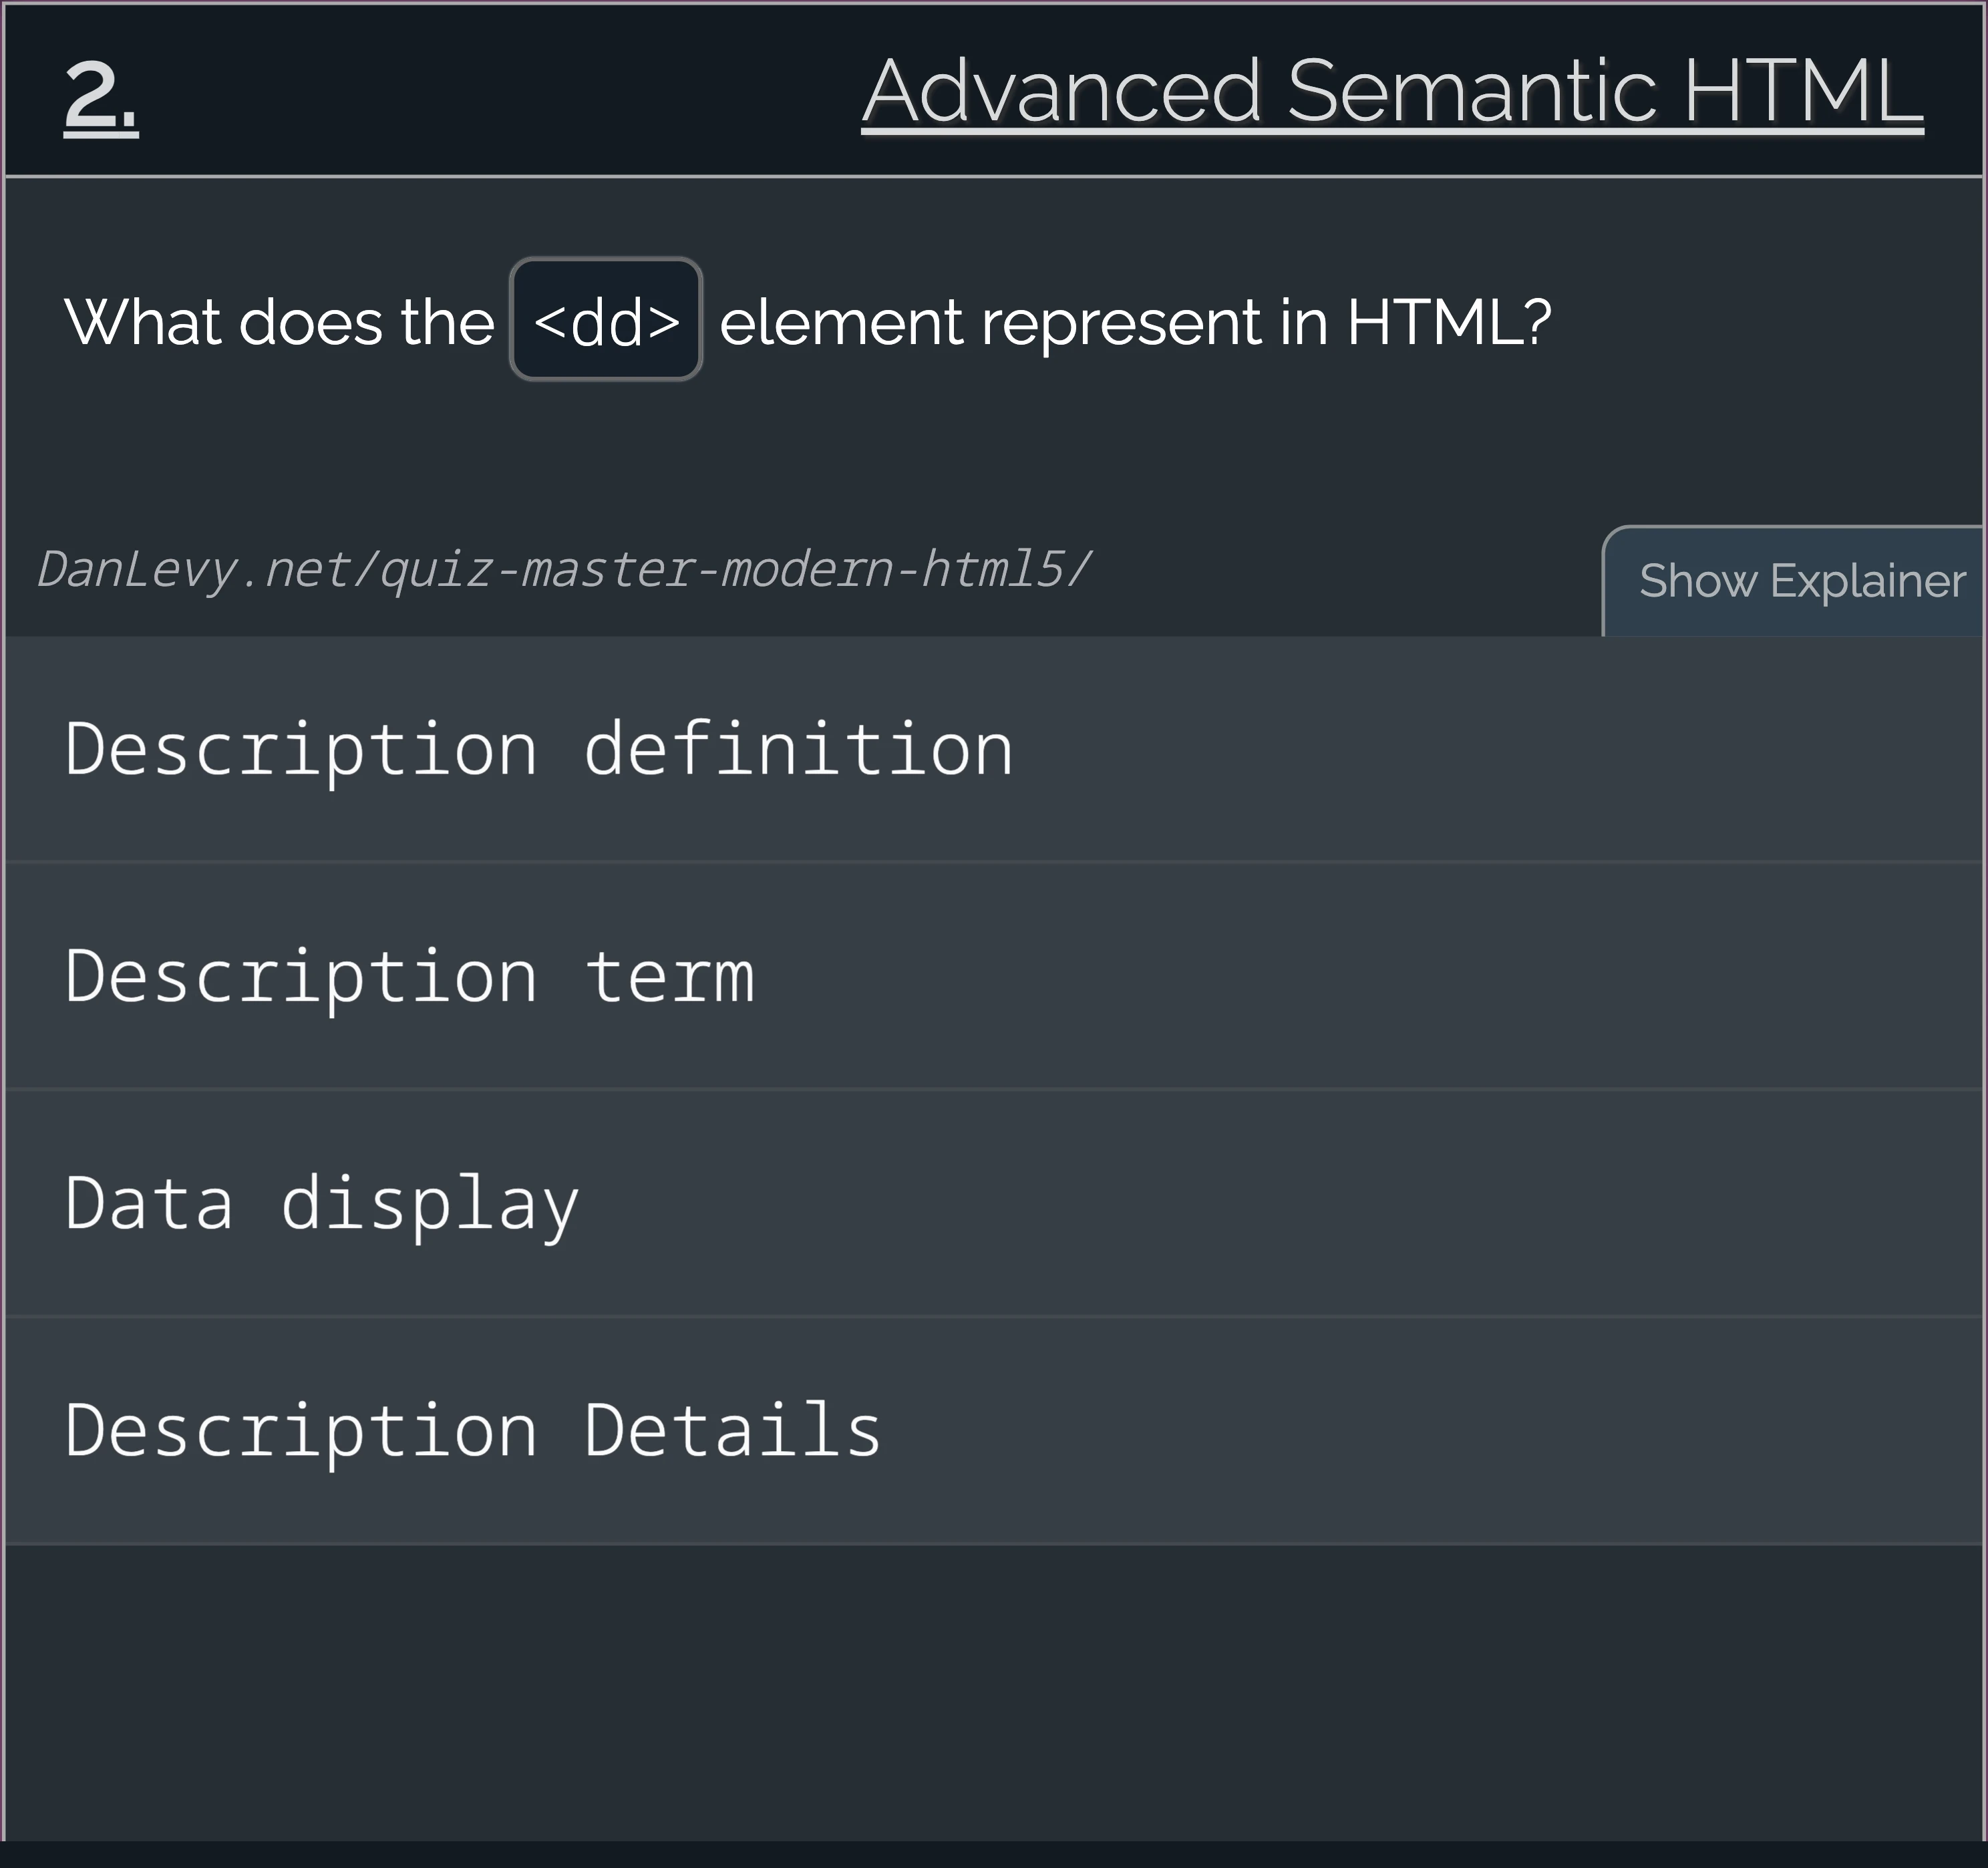 2.
Advanced Semantic HTML
What does the <dd> element represent in HTML?
DanLevy.net/quiz-master-modern-html5/
Show Explainer
Description definition
Description term
Data display
Description Details